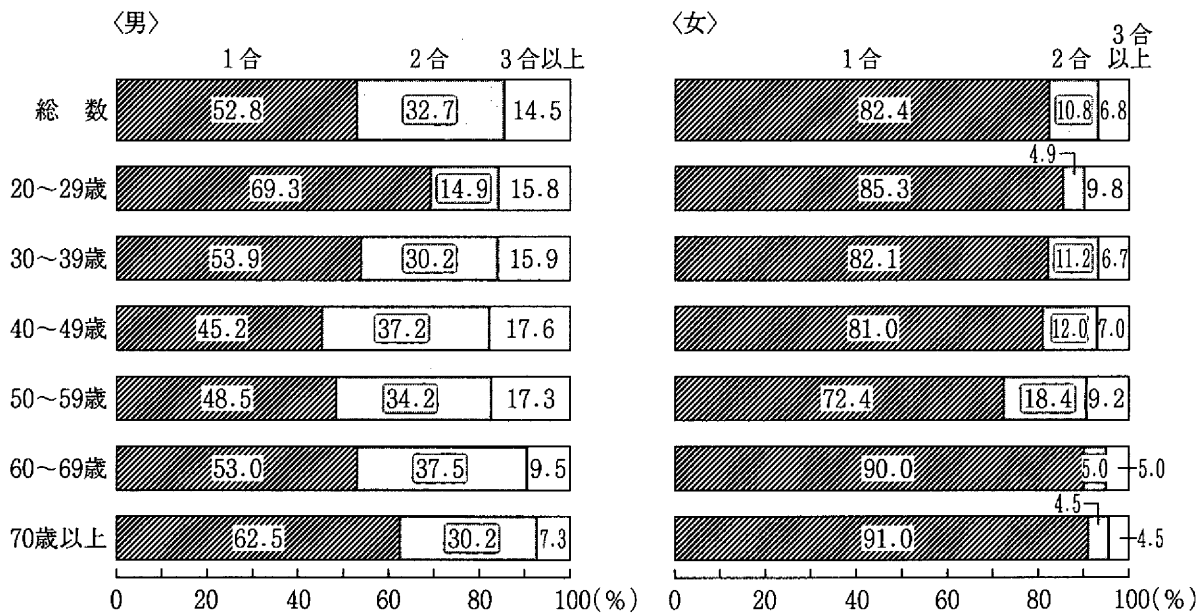 〈男〉 〈女〉
1合 2合 3合以上 1合 2合 3合以上
総数 52.8 32.7 14.5 82.4 10.8 6.8
20～29歳 69.3 14.9 15.8 85.3 4.9 9.8
30～39歳 53.9 30.2 15.9 82.1 11.2 6.7
40～49歳 45.2 37.2 17.6 81.0 12.0 7.0
50～59歳 48.5 34.2 17.3 72.4 18.4 9.2
60～69歳 53.0 37.5 9.5 90.0 5.0 5.0
70歳以上 62.5 30.2 7.3 91.0 4.5 4.5
0 20 40 60 80 100(％) 0 20 40 60 80 100(％)